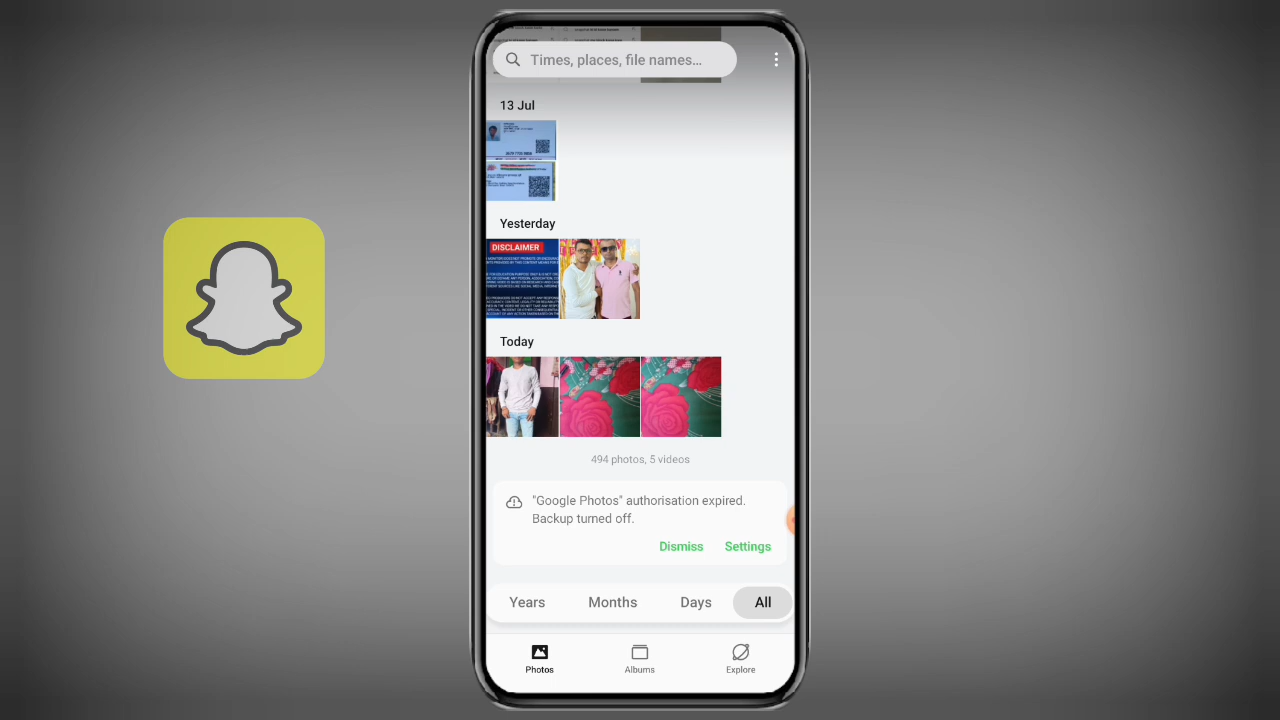 Times, places, file names...
13 Jul
Yesterday
DISCLAIMER
Today
494 photos, 5 videos
"Google Photos" authorisation expired.
Backup turned off.
Dismiss Settings
Years Months Days All
Photos Albums Explore